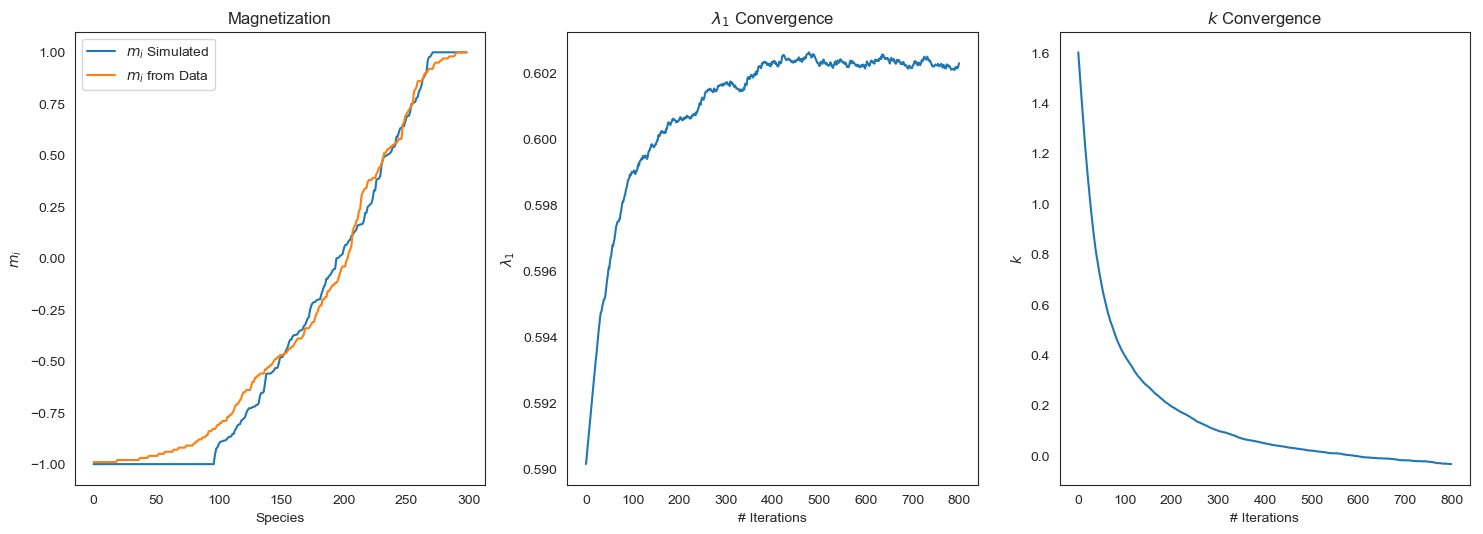 Magnetization
m_i Simulated
m_i from Data
1.00
0.75
0.50
0.25
0.00
−0.25
−0.50
−0.75
−1.00
m_i
0 50 100 150 200 250 300
Species
λ_1 Convergence
0.602
0.600
0.598
0.596
0.594
0.592
0.590
λ_1
0 100 200 300 400 500 600 700 800
# Iterations
k Convergence
1.6
1.4
1.2
1.0
0.8
0.6
0.4
0.2
0.0
k
0 100 200 300 400 500 600 700 800
# Iterations